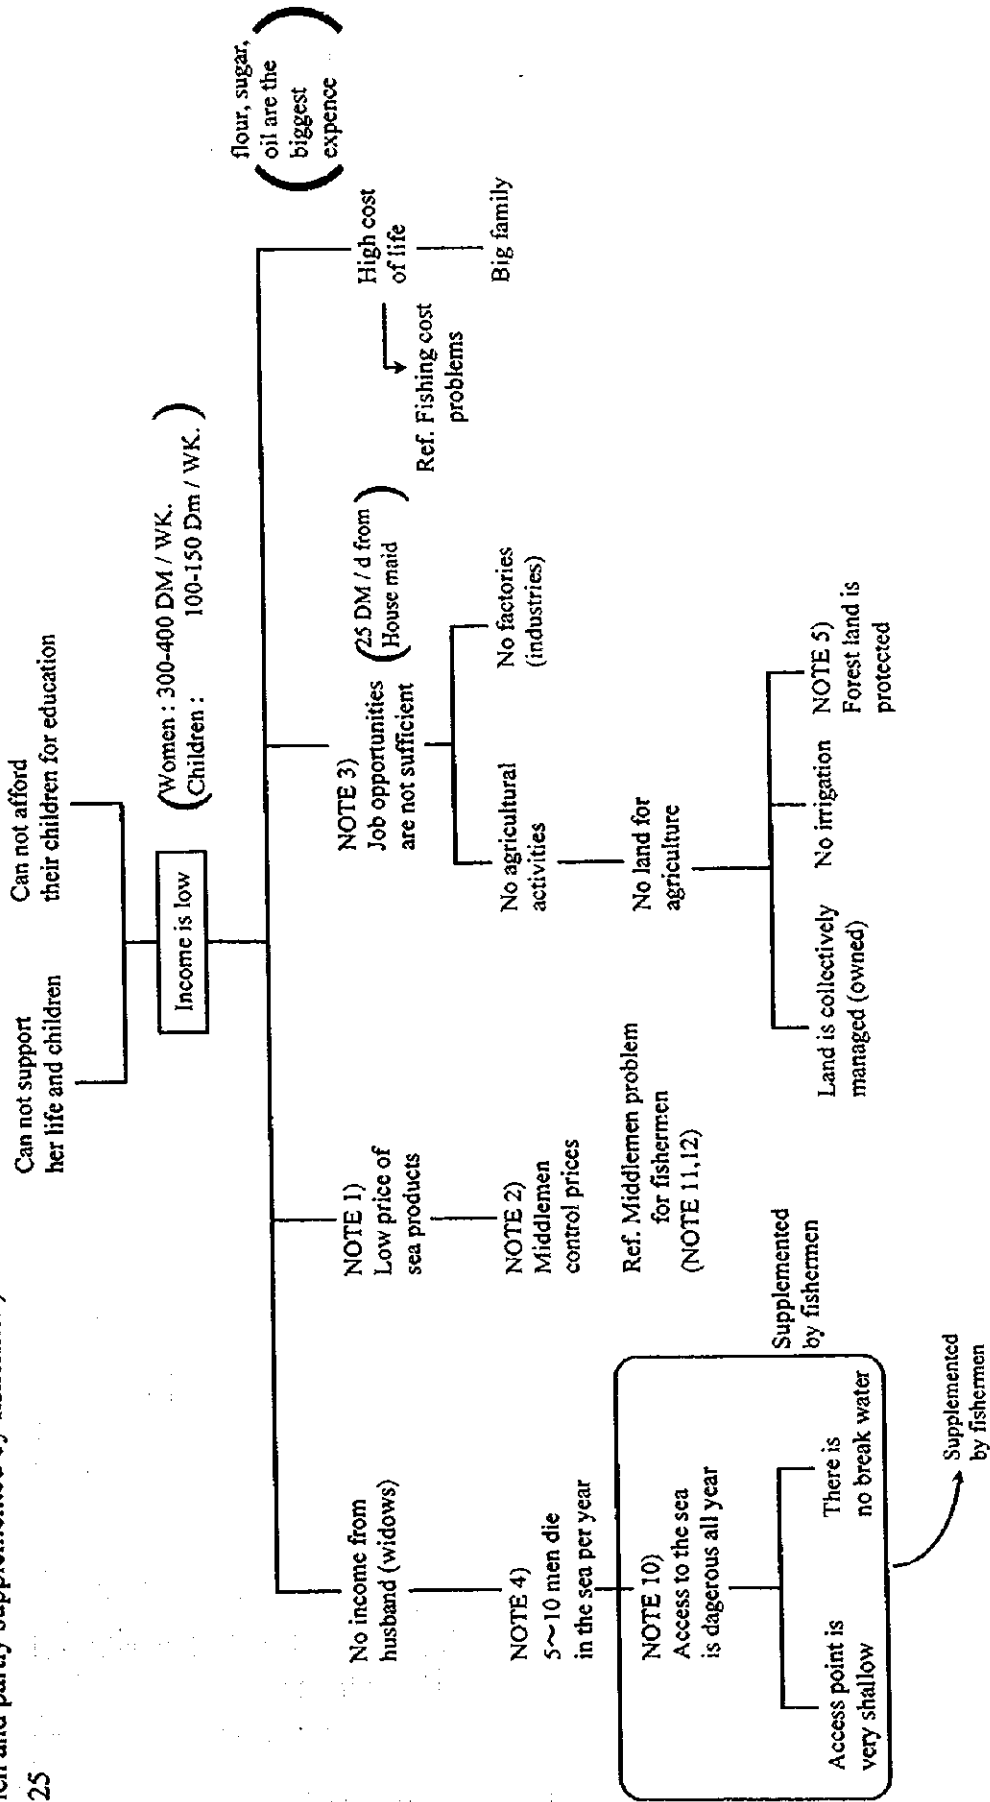 ...en and partly supplemented by
25
Can not support
her life and children
Can not afford
their children for education
Income is low
(Women : 300-400 DM / WK.
Children : 100-150 Dm / WK.)
No income from
husband (widows)
NOTE 4)
5~10 men die
in the sea per year
NOTE 10)
Access to the sea
is dagerous all year
Access point is
very shallow
There is
no break water
Supplemented
by fishermen
Supplemented
by fishermen
NOTE 1)
Low price of
sea products
NOTE 2)
Middlemen
control prices
Ref. Middlemen problem
for fishermen
(NOTE 11,12)
NOTE 3)
Job opportunities
are not sufficient
(25 DM / d from
House maid)
No agricultural
activities
No factories
(industries)
No land for
agriculture
Land is collectively
managed (owned)
No irrigation
NOTE 5)
Forest land is
protected
High cost
of life
(flour, sugar,
oil are the
biggest
expence)
Ref. Fishing cost
problems
Big family